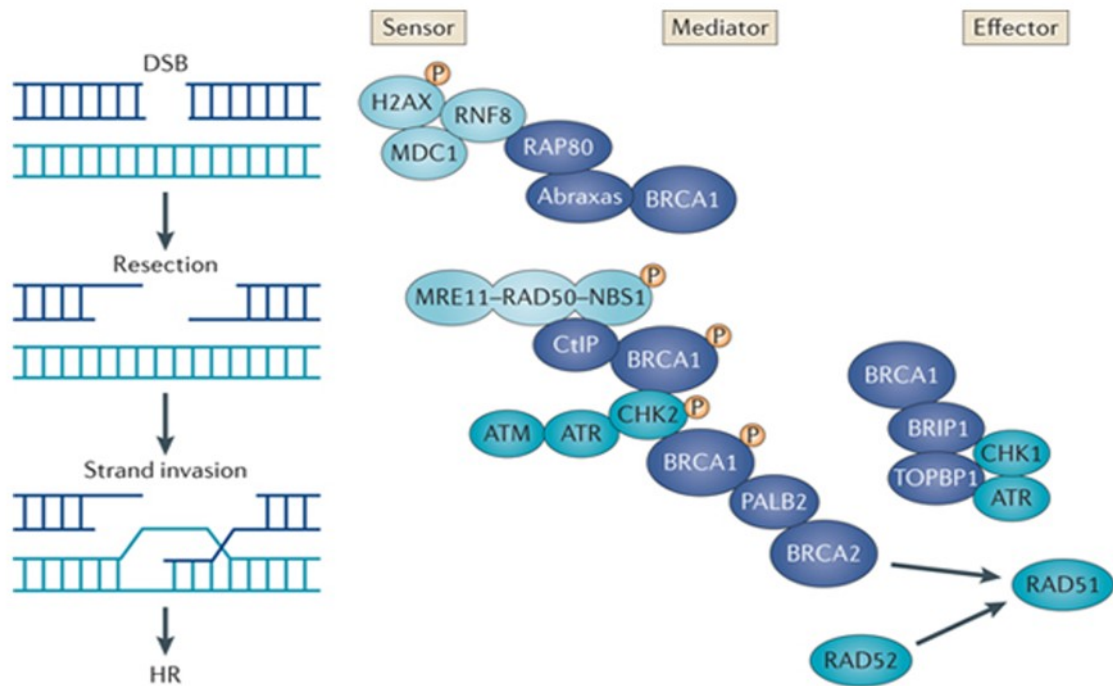 Sensor
Mediator
Effector
DSB
P
H2AX
RNF8
MDC1
RAP80
Abraxas
BRCA1
Resection
P
MRE11–RAD50–NBS1
CtIP
BRCA1
P
CHK2
P
ATM
ATR
BRCA1
P
PALB2
BRCA2
BRCA1
BRIP1
CHK1
TOPBP1
ATR
Strand invasion
RAD51
RAD52
HR